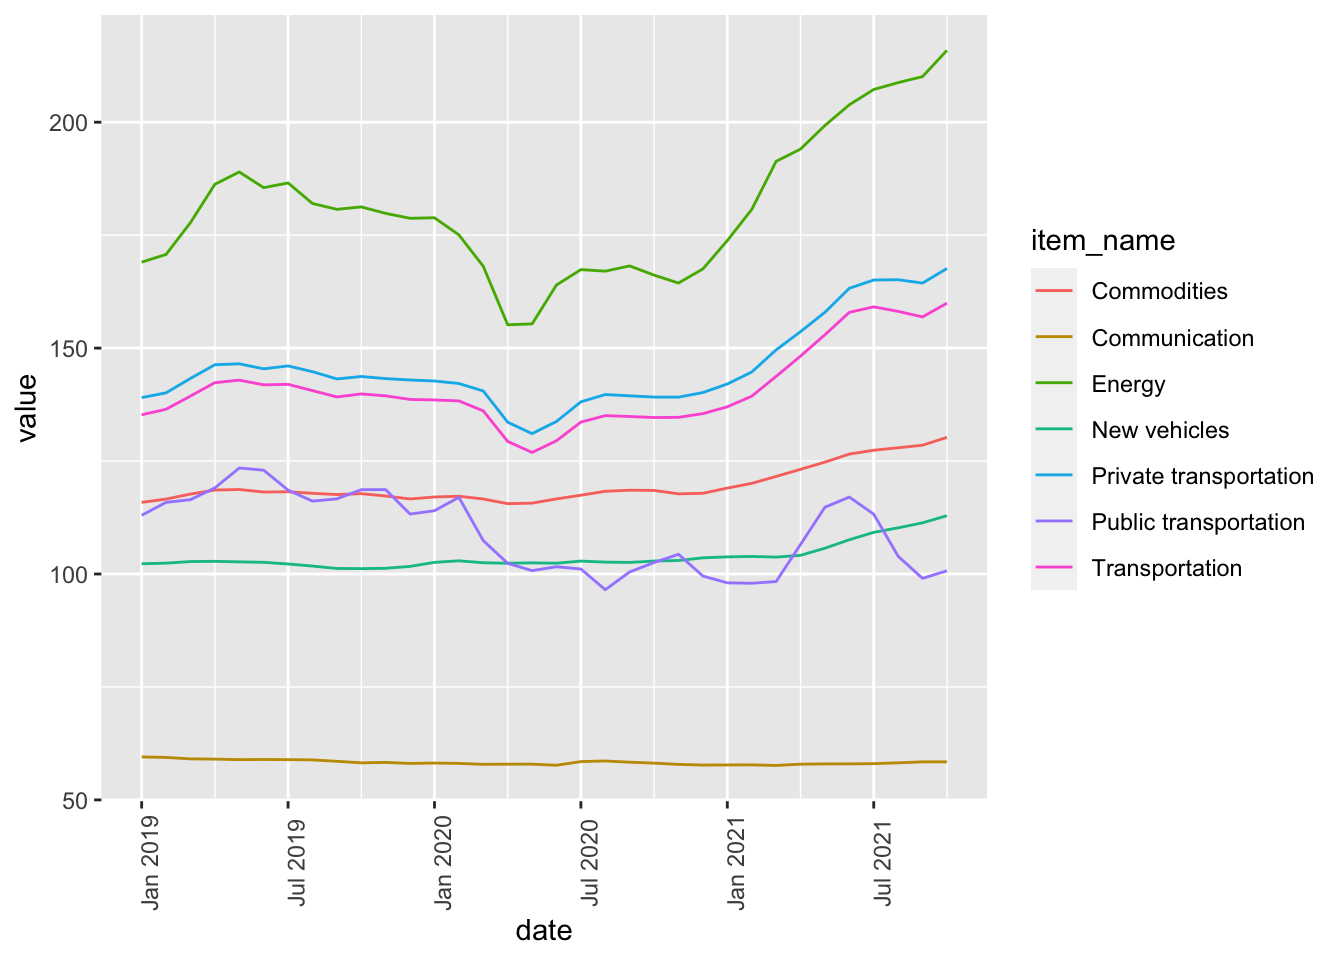 value
200
150
100
50
Jan 2019
Jul 2019
Jan 2020
Jul 2020
Jan 2021
Jul 2021
date
item_name
Commodities
Communication
Energy
New vehicles
Private transportation
Public transportation
Transportation